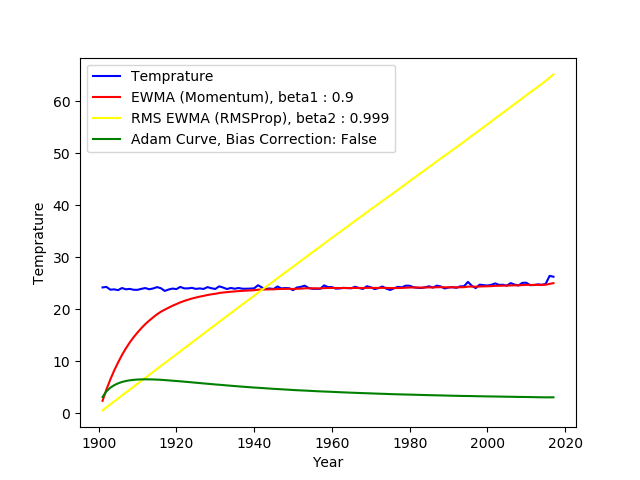 Temprature
EWMA (Momentum), beta1 : 0.9
RMS EWMA (RMSProp), beta2 : 0.999
Adam Curve, Bias Correction: False
60
50
40
30
20
10
0
Temprature
1900 1920 1940 1960 1980 2000 2020
Year